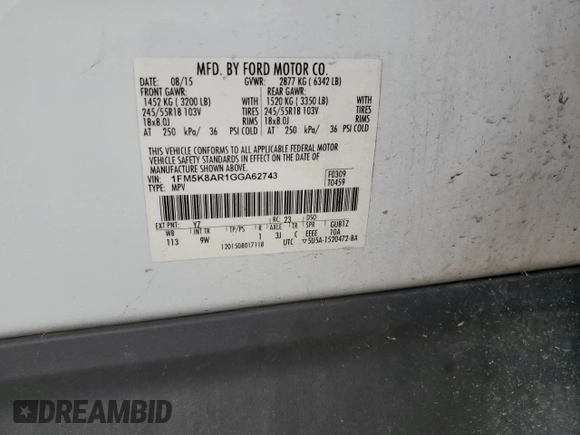 MFD. BY FORD MOTOR CO.
DATE: 08/15 GVWR: 2877 KG ( 6342 LB)
FRONT GAWR: REAR GAWR:
1452 KG ( 3200 LB) WITH 1520 KG ( 3350 LB) WITH
245/55R18 103V TIRES 245/55R18 103V TIRES
18x8.0J RIMS 18x8.0J RIMS
AT 250 kPa/ 36 PSI COLD AT 250 kPa/ 36 PSI COLD
THIS VEHICLE CONFORMS TO ALL APPLICABLE FEDERAL MOTOR
VEHICLE SAFETY STANDARDS IN EFFECT ON THE DATE OF
MANUFACTURE SHOWN ABOVE.
VIN: 1FM5K8AR1GGA62743 F0309
TYPE: MPV T0459
EXT PNT: YZ RC: 23 DSO:
WB INT TR TP/PS R AXLE TR SPR GUB1Z
113 9W 1 3J C EEEE 10A
1201508017118 UTC 5U5A-1520472-BA
DREAMBID